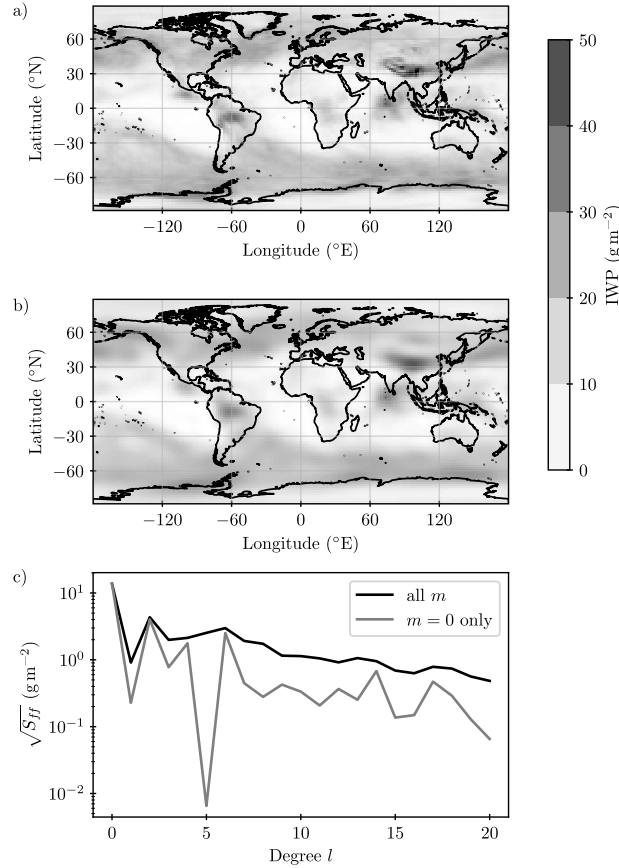 a)
60
30
0
−30
−60
Latitude (°N)
−120
−60
0
60
120
Longitude (°E)
b)
60
30
0
−30
−60
Latitude (°N)
−120
−60
0
60
120
Longitude (°E)
50
40
30
20
10
0
IWP (g m⁻²)
c)
10¹
10⁰
10⁻¹
10⁻²
√S_ff (g m⁻²)
all m
m = 0 only
0
5
10
15
20
Degree l